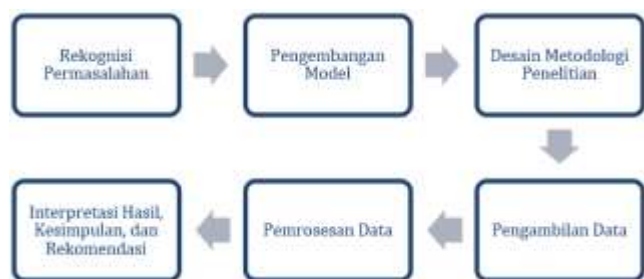 Rekognisi
Permasalahan
Pengembangan
Model
Desain Metodologi
Penelitian
Pengambilan Data
Pemrosesan Data
Interpretasi Hasil,
Kesimpulan, dan
Rekomendasi